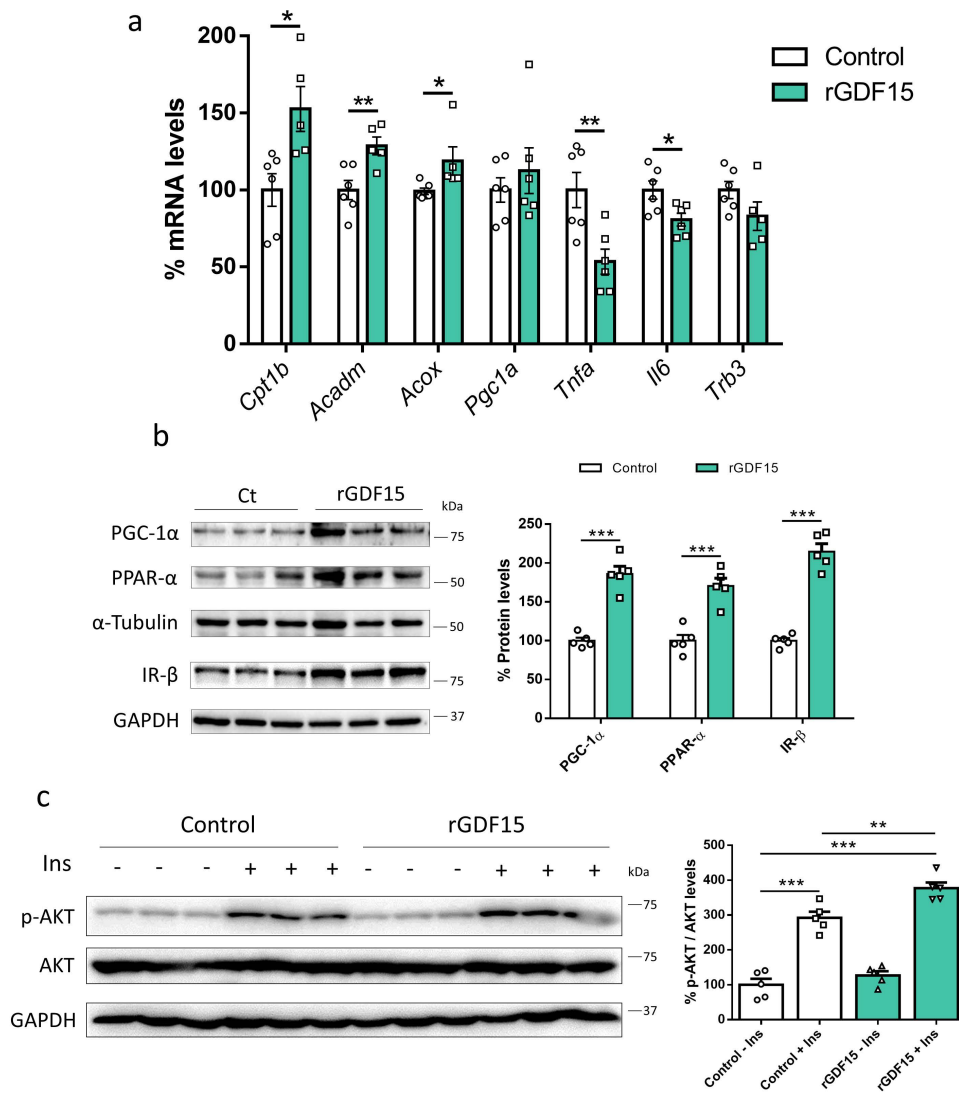 a
% mRNA levels
200
150
100
50
0
*
**
*
**
*
Control
rGDF15
Cpt1b
Acadm
Acox
Pgc1a
Tnfa
Il6
Trb3
b
Ct
rGDF15
kDa
PGC-1α
75
PPAR-α
50
α-Tubulin
50
IR-β
75
GAPDH
37
Control
rGDF15
% Protein levels
250
200
150
100
50
0
***
***
***
PGC-1α
PPAR-α
IR-β
c
Control
rGDF15
Ins
- - - + + + - - - + + +
kDa
p-AKT
75
AKT
75
GAPDH
37
% p-AKT / AKT levels
500
400
300
200
100
0
**
***
***
Control - Ins
Control + Ins
rGDF15 - Ins
rGDF15 + Ins